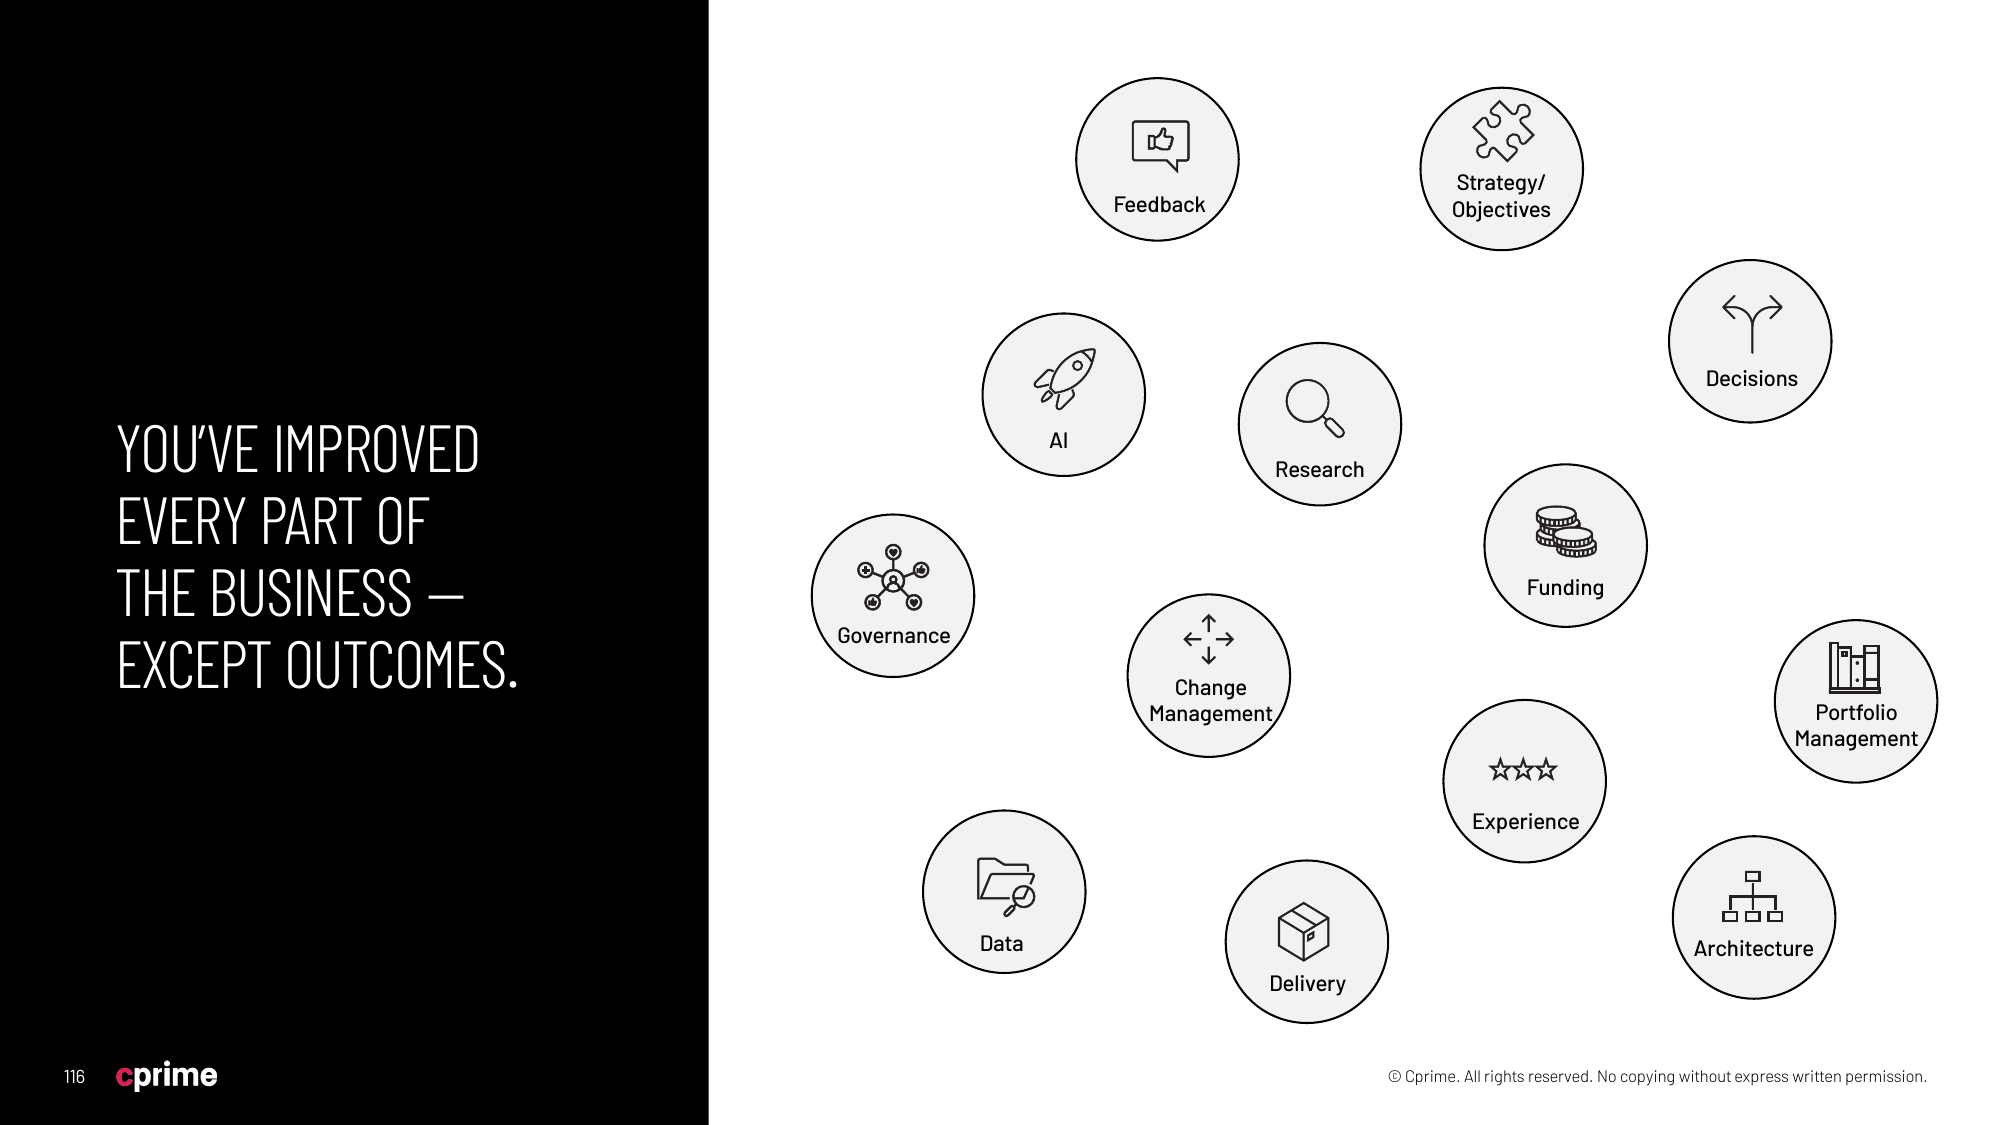 YOU'VE IMPROVED
EVERY PART OF
THE BUSINESS —
EXCEPT OUTCOMES.
Feedback
Strategy/
Objectives
Decisions
AI
Research
Funding
Governance
Change
Management
Portfolio
Management
Experience
Data
Delivery
Architecture
116
cprime
© Cprime. All rights reserved. No copying without express written permission.